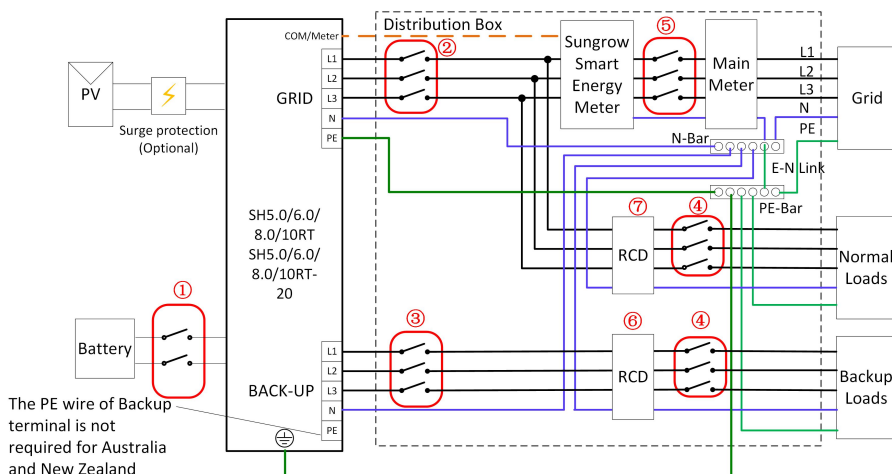 Distribution Box
COM/Meter
②
⑤
L1
L2
L3
N
PE
GRID
Sungrow
Smart
Energy
Meter
Main
Meter
L1
L2
L3
N
PE
Grid
PV
Surge protection
(Optional)
N-Bar
E-N Link
PE-Bar
SH5.0/6.0/
8.0/10RT
SH5.0/6.0/
8.0/10RT-
20
⑦
④
RCD
Normal
Loads
①
Battery
③
⑥
④
L1
L2
L3
N
PE
BACK-UP
RCD
Backup
Loads
The PE wire of Backup
terminal is not
required for Australia
and New Zealand